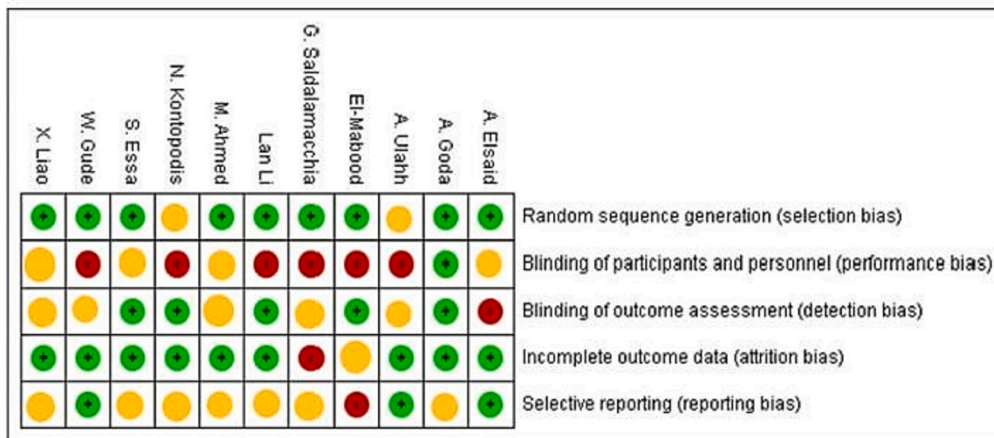 X. Liao
W. Gude
S. Essa
N. Kontopodis
M. Ahmed
Lan Li
G. Saldalamacchia
El-Mabood
A. Ulahh
A. Goda
A. Elsaid
Random sequence generation (selection bias)
Blinding of participants and personnel (performance bias)
Blinding of outcome assessment (detection bias)
Incomplete outcome data (attrition bias)
Selective reporting (reporting bias)